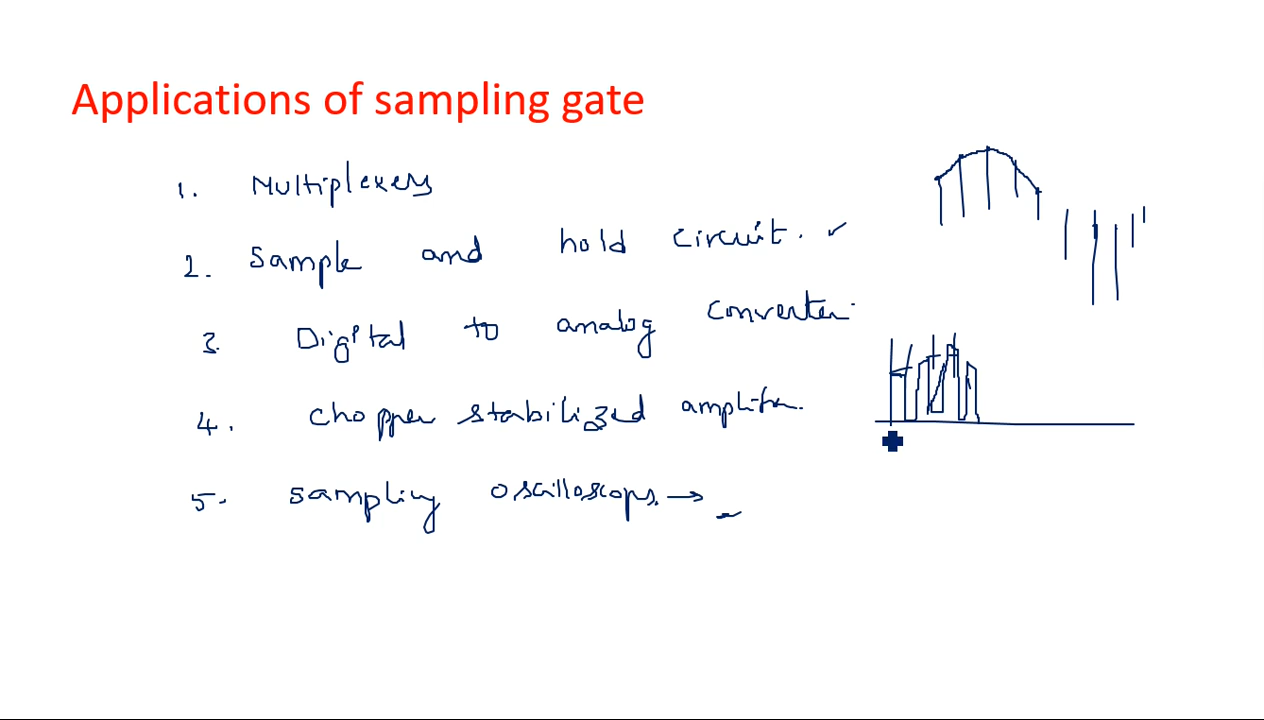 Applications of sampling gate
1. Multiplexers
2. Sample and hold circuit.
3. Digital to analog converter.
4. chopper stabilized amplifier.
5. sampling oscilloscops. →